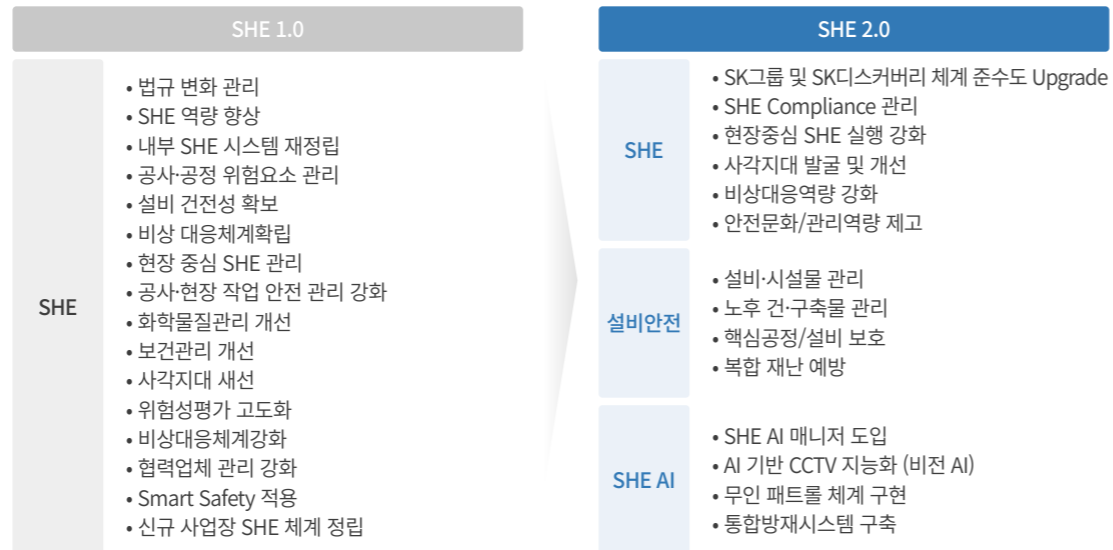 SHE 1.0
SHE
• 법규 변화 관리
• SHE 역량 향상
• 내부 SHE 시스템 재정립
• 공사·공정 위험요소 관리
• 설비 건전성 확보
• 비상 대응체계확립
• 현장 중심 SHE 관리
• 공사·현장 작업 안전 관리 강화
• 화학물질관리 개선
• 보건관리 개선
• 사각지대 새선
• 위험성평가 고도화
• 비상대응체계강화
• 협력업체 관리 강화
• Smart Safety 적용
• 신규 사업장 SHE 체계 정립
SHE 2.0
SHE
• SK그룹 및 SK디스커버리 체계 준수도 Upgrade
• SHE Compliance 관리
• 현장중심 SHE 실행 강화
• 사각지대 발굴 및 개선
• 비상대응역량 강화
• 안전문화/관리역량 제고
설비안전
• 설비·시설물 관리
• 노후 건·구축물 관리
• 핵심공정/설비 보호
• 복합 재난 예방
SHE AI
• SHE AI 매니저 도입
• AI 기반 CCTV 지능화 (비전 AI)
• 무인 패트롤 체계 구현
• 통합방재시스템 구축